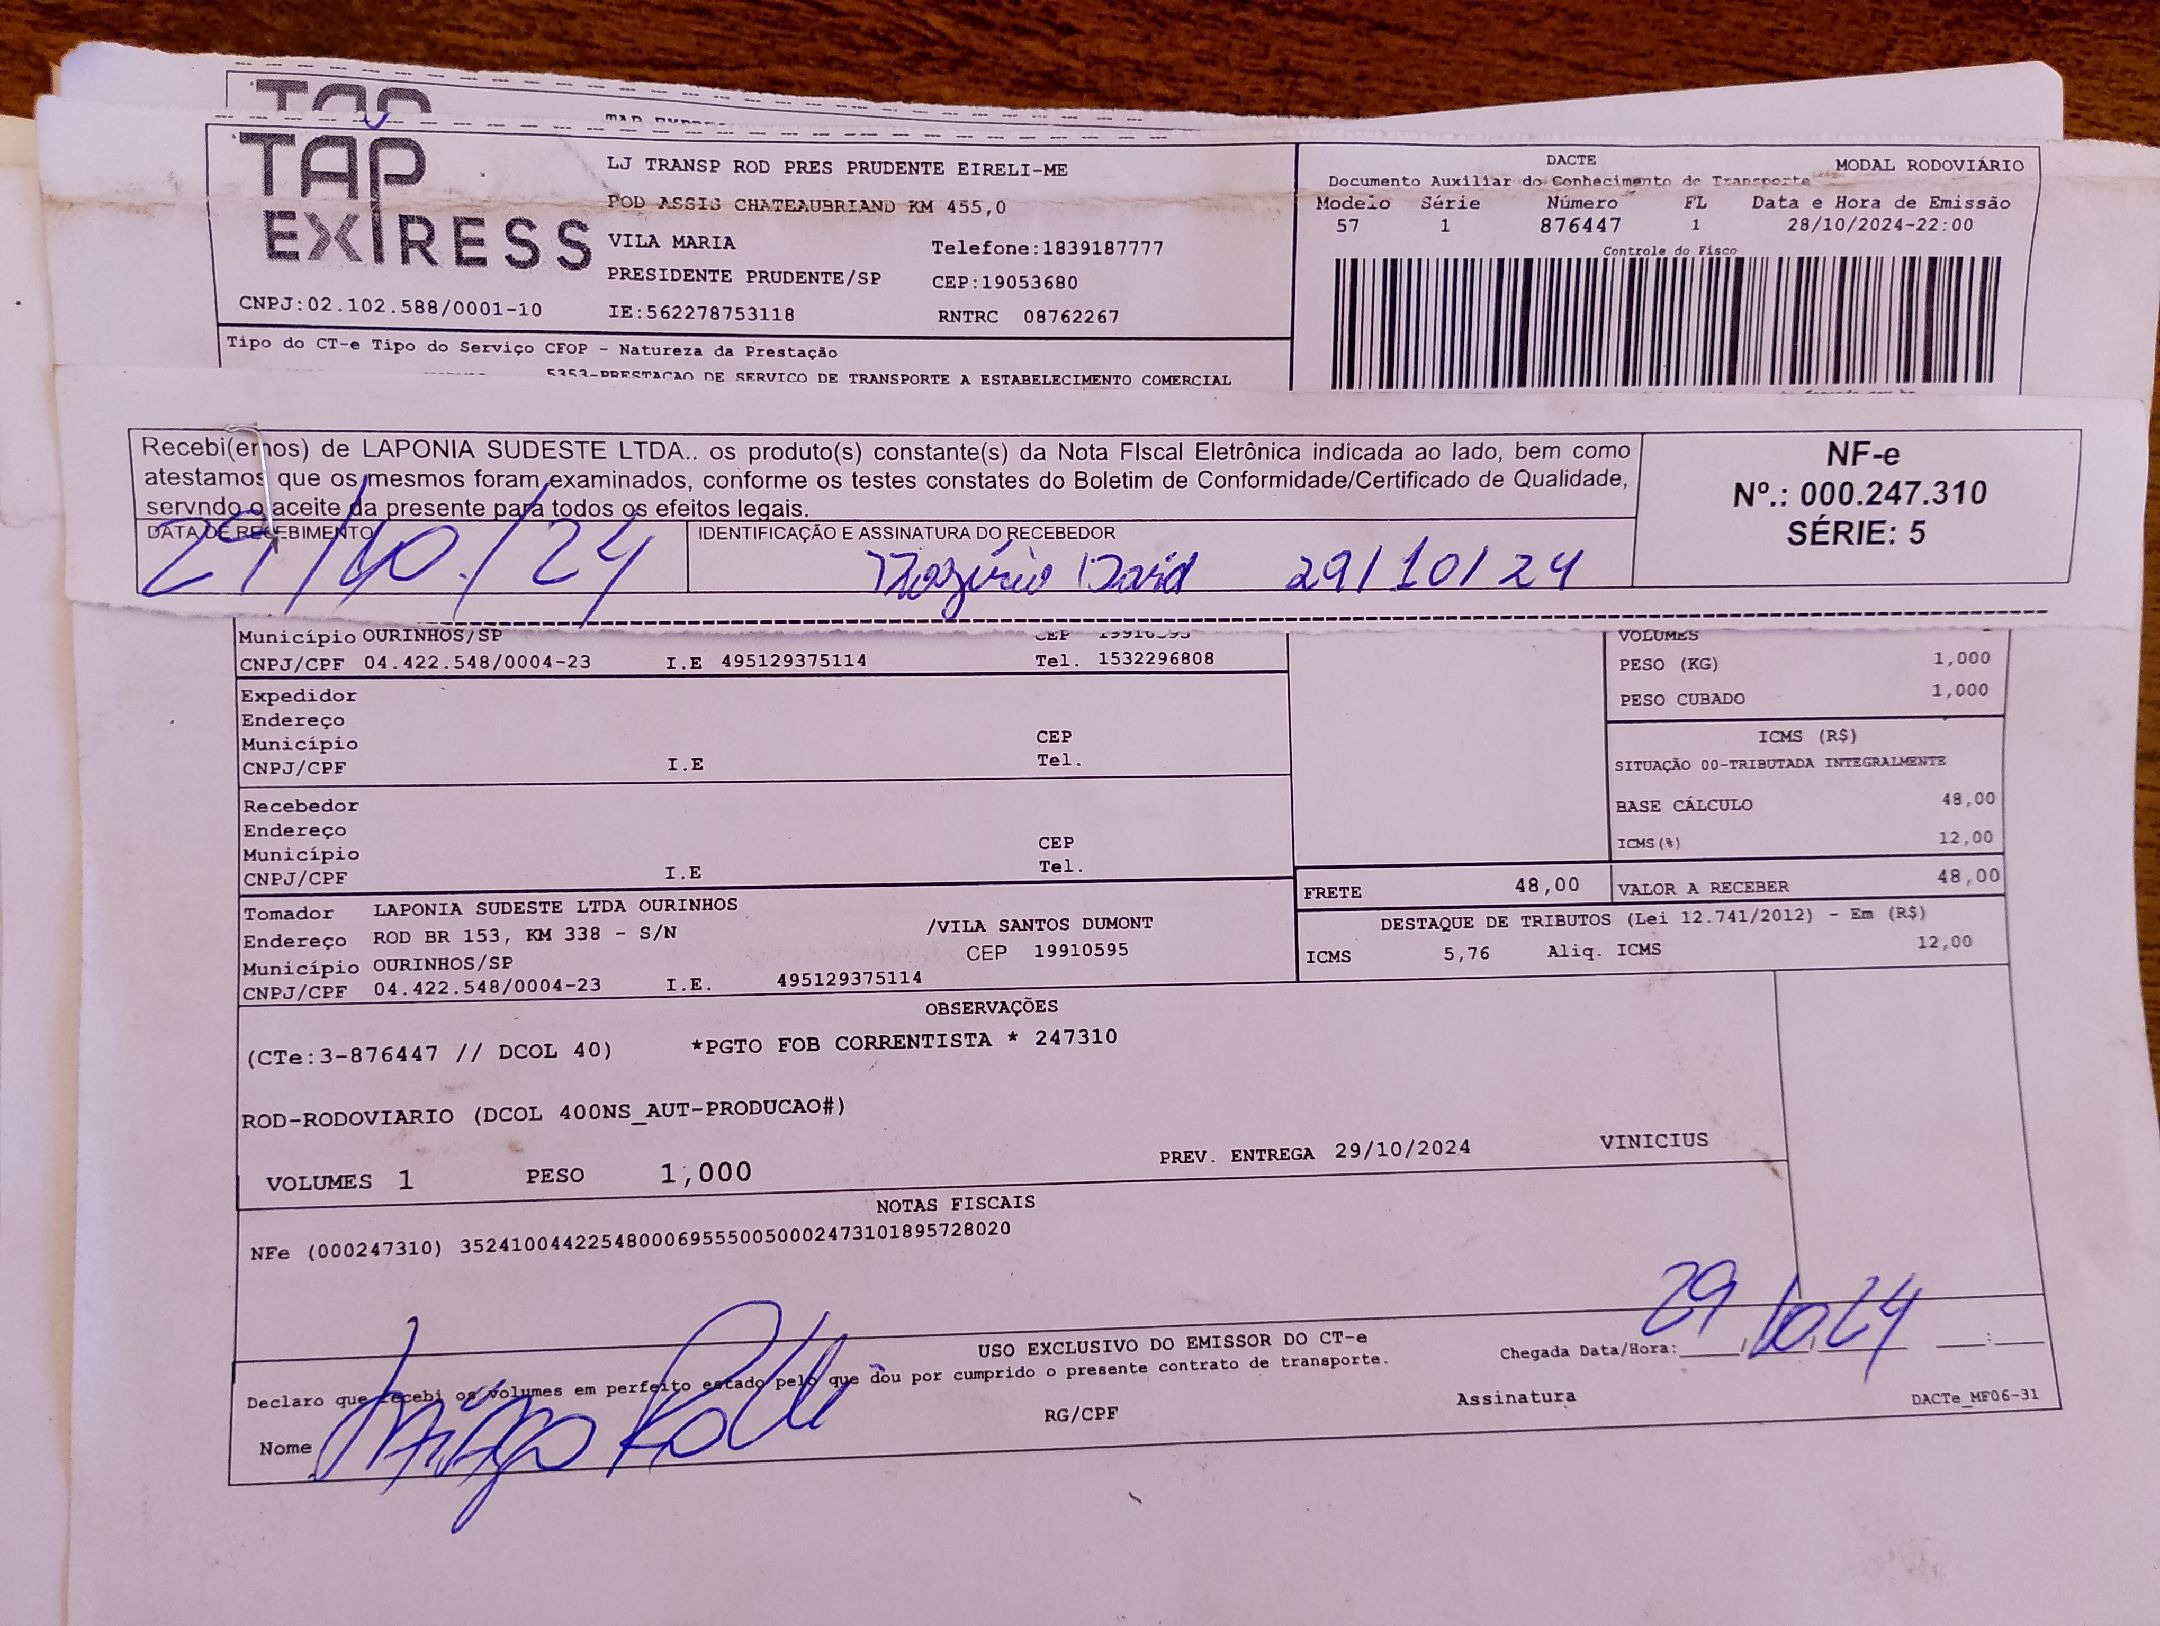 TAP
EXPRESS
LJ TRANSP ROD PRES PRUDENTE EIRELI-ME
ROD ASSIS CHATEAUBRIAND KM 455,0
VILA MARIA Telefone:1839187777
PRESIDENTE PRUDENTE/SP CEP:19053680
CNPJ:02.102.588/0001-10 IE:562278753118 RNTRC 08762267
DACTE MODAL RODOVIÁRIO
Documento Auxiliar do Conhecimento de Transporte
Modelo Série Número FL Data e Hora de Emissão
57 1 876447 1 28/10/2024-22:00
Controle do Fisco
Tipo do CT-e Tipo do Serviço CFOP - Natureza da Prestação
5353-PRESTACAO DE SERVICO DE TRANSPORTE A ESTABELECIMENTO COMERCIAL
Recebi(emos) de LAPONIA SUDESTE LTDA.. os produto(s) constante(s) da Nota FIscal Eletrônica indicada ao lado, bem como
atestamos que os mesmos foram examinados, conforme os testes constates do Boletim de Conformidade/Certificado de Qualidade,
servndo o aceite da presente para todos os efeitos legais.
DATA DE RECEBIMENTO
29/10/24
IDENTIFICAÇÃO E ASSINATURA DO RECEBEDOR
David 29/10/24
NF-e
Nº.: 000.247.310
SÉRIE: 5
Município OURINHOS/SP CEP 19910595
CNPJ/CPF 04.422.548/0004-23 I.E 495129375114 Tel. 1532296808
Expedidor
Endereço
Município CEP
CNPJ/CPF I.E Tel.
Recebedor
Endereço
Município CEP
CNPJ/CPF I.E Tel.
Tomador LAPONIA SUDESTE LTDA OURINHOS
Endereço ROD BR 153, KM 338 - S/N /VILA SANTOS DUMONT
Município OURINHOS/SP CEP 19910595
CNPJ/CPF 04.422.548/0004-23 I.E. 495129375114
VOLUMES
PESO (KG) 1,000
PESO CUBADO 1,000
ICMS (R$)
SITUAÇÃO 00-TRIBUTADA INTEGRALMENTE
BASE CÁLCULO 48,00
ICMS(%) 12,00
FRETE 48,00 VALOR A RECEBER 48,00
DESTAQUE DE TRIBUTOS (Lei 12.741/2012) - Em (R$)
ICMS 5,76 Aliq. ICMS 12,00
OBSERVAÇÕES
(CTe:3-876447 // DCOL 40) *PGTO FOB CORRENTISTA * 247310
ROD-RODOVIARIO (DCOL 400NS_AUT-PRODUCAO#)
VOLUMES 1 PESO 1,000 PREV. ENTREGA 29/10/2024 VINICIUS
NOTAS FISCAIS
NFe (000247310) 35241004422548000695550050002473101895728020
USO EXCLUSIVO DO EMISSOR DO CT-e
Declaro que recebi os volumes em perfeito estado pelo que dou por cumprido o presente contrato de transporte.
Chegada Data/Hora: 29/10/24 :
Nome RG/CPF Assinatura
DACTe_MF06-31